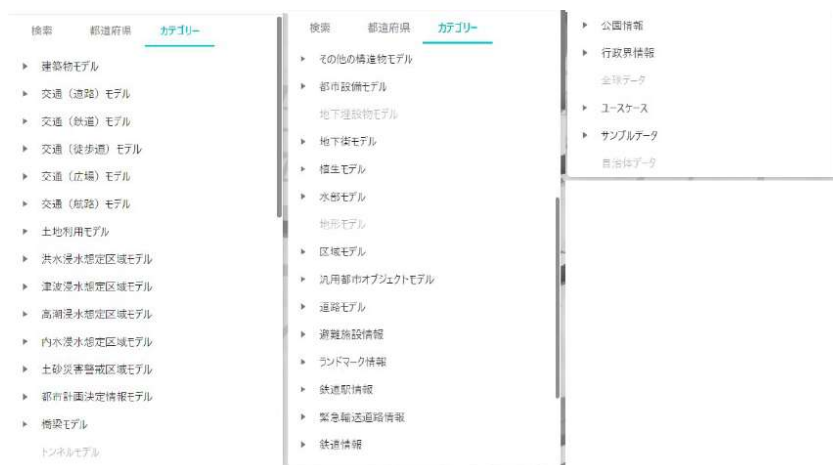 検索 都道府県 カテゴリー
建築物モデル
交通（道路）モデル
交通（鉄道）モデル
交通（徒歩道）モデル
交通（広場）モデル
交通（航路）モデル
土地利用モデル
洪水浸水想定区域モデル
津波浸水想定区域モデル
高潮浸水想定区域モデル
内水浸水想定区域モデル
土砂災害警戒区域モデル
都市計画決定情報モデル
橋梁モデル
トンネルモデル
検索 都道府県 カテゴリー
その他の構造物モデル
都市設備モデル
地下埋設物モデル
地下街モデル
植生モデル
水部モデル
地形モデル
区域モデル
汎用都市オブジェクトモデル
道路モデル
避難施設情報
ランドマーク情報
鉄道駅情報
緊急輸送道路情報
鉄道情報
公園情報
行政界情報
全球データ
ユースケース
サンプルデータ
自治体データ